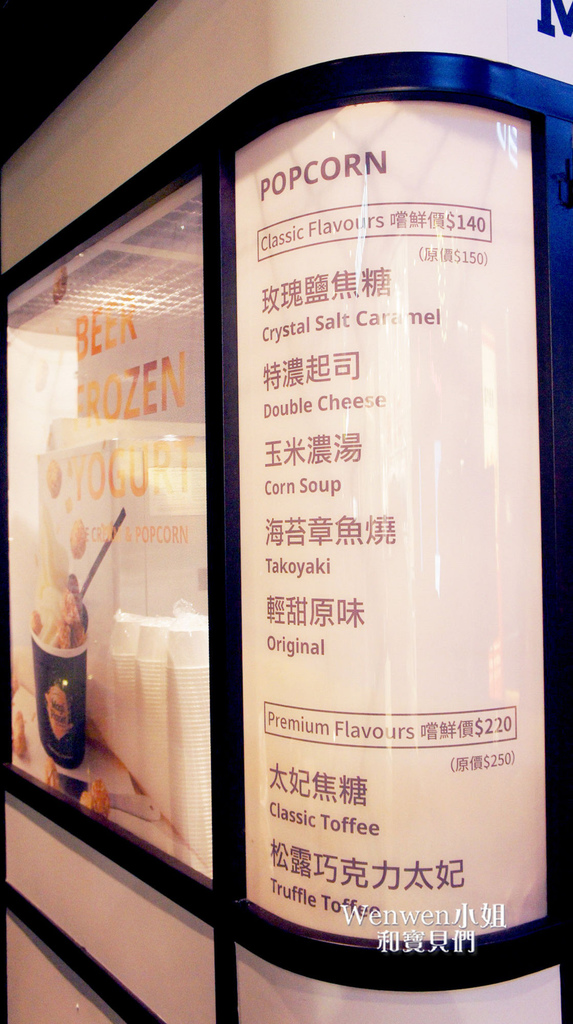 POPCORN
Classic Flavours 嚐鮮價$140
(原價$150)
玫瑰鹽焦糖
Crystal Salt Caramel
特濃起司
Double Cheese
玉米濃湯
Corn Soup
海苔章魚燒
Takoyaki
輕甜原味
Original
Premium Flavours 嚐鮮價$220
(原價$250)
太妃焦糖
Classic Toffee
松露巧克力太妃
Truffle Toffee
BEER
FROZEN
YOGURT
ICE CREAM & POPCORN
Wenwen小姐
和寶貝們